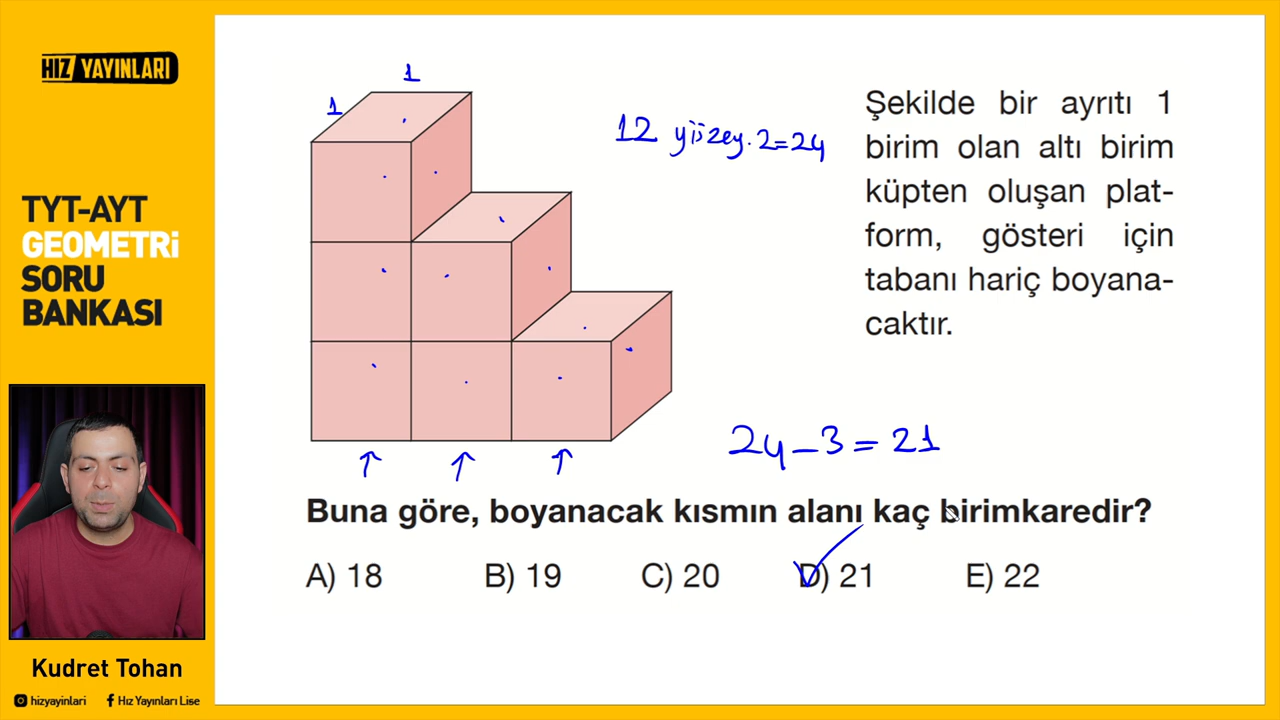 HIZ YAYINLARI
TYT-AYT
GEOMETRİ
SORU
BANKASI
Kudret Tohan
hizyayinlari
Hız Yayınları Lise
1
1
12 yüzey.2=24
Şekilde bir ayrıtı 1
birim olan altı birim
küpten oluşan plat-
form, gösteri için
tabanı hariç boyana-
caktır.
24-3=21
Buna göre, boyanacak kısmın alanı kaç birimkaredir?
A) 18 B) 19 C) 20 D) 21 E) 22